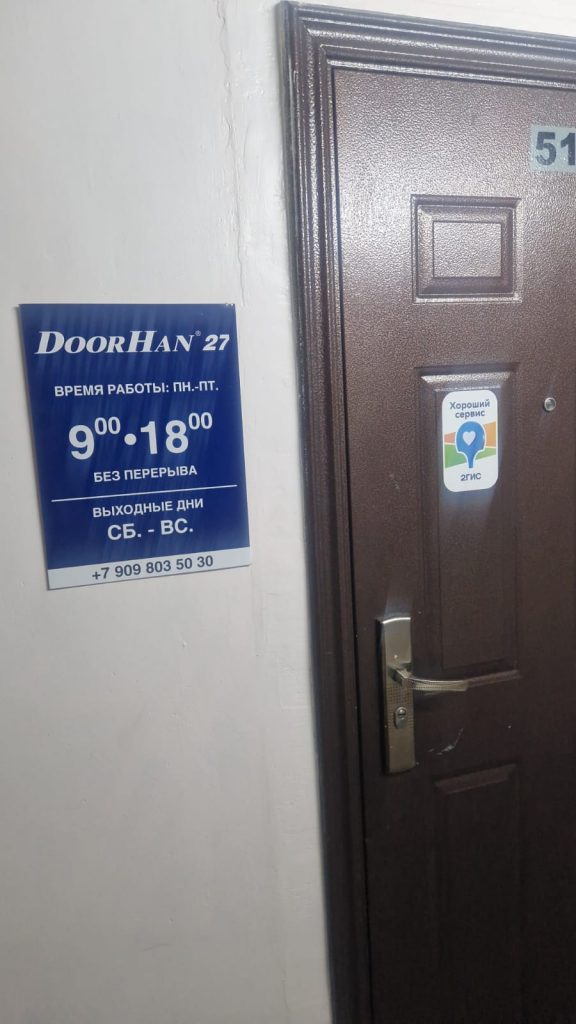 DOORHAN® 27
ВРЕМЯ РАБОТЫ: ПН.-ПТ.
9⁰⁰•18⁰⁰
БЕЗ ПЕРЕРЫВА
ВЫХОДНЫЕ ДНИ
СБ. - ВС.
+7 909 803 50 30
51
Хороший
сервис
2ГИС